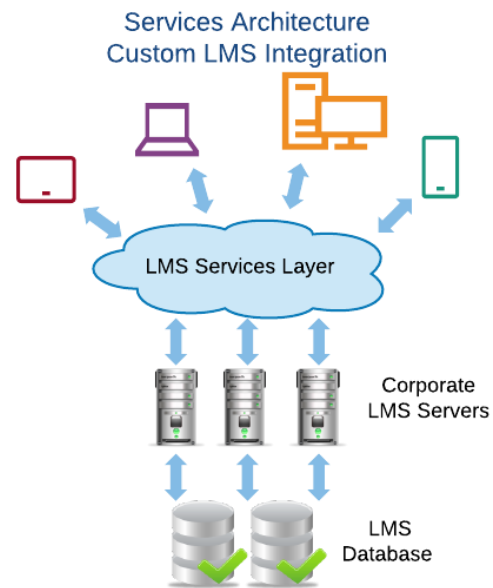 Services Architecture
Custom LMS Integration
LMS Services Layer
Corporate
LMS Servers
LMS
Database